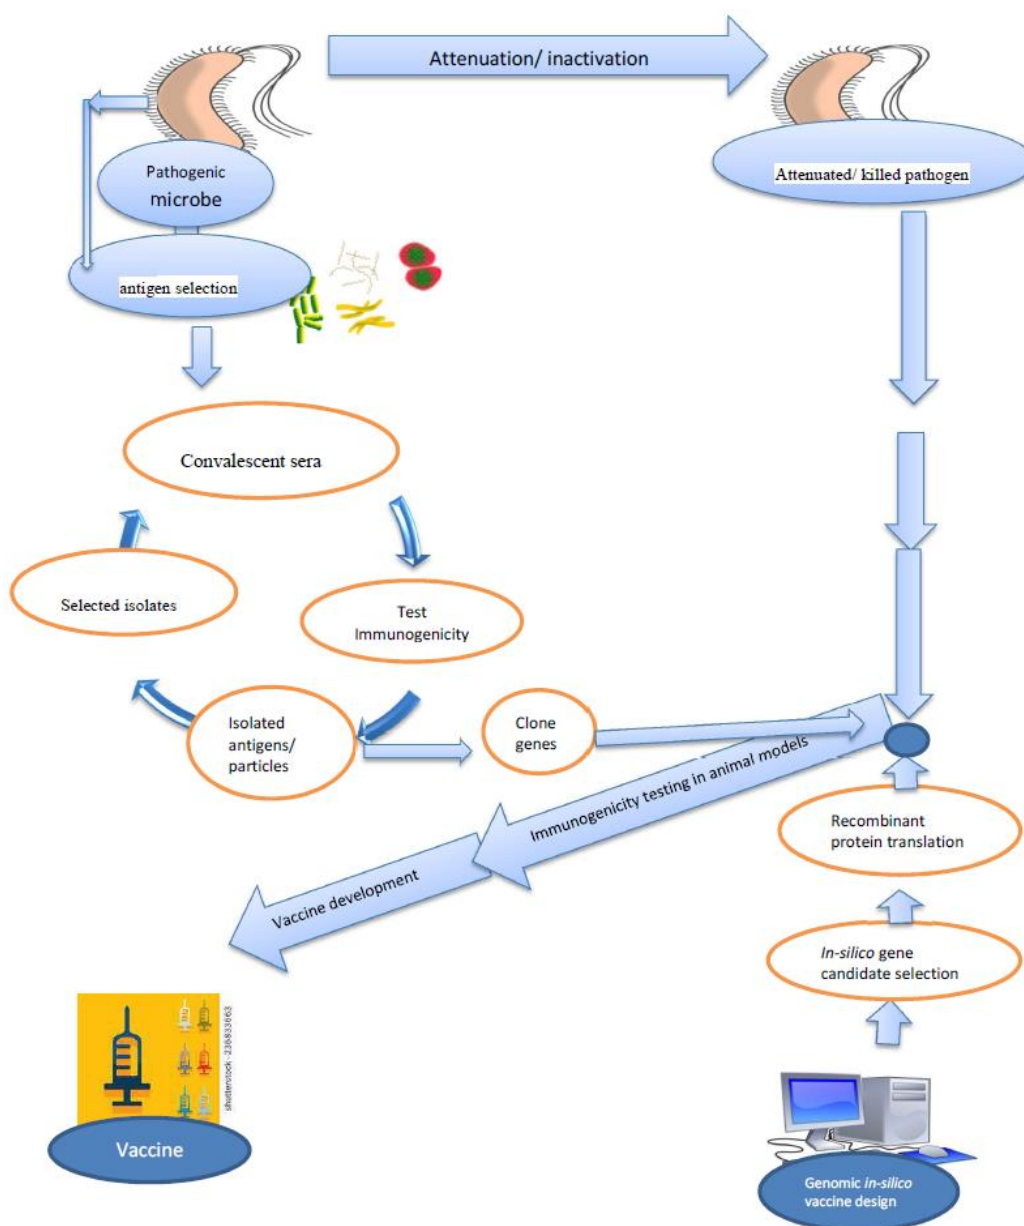 Attenuation/ inactivation
Pathogenic
microbe
Attenuated/ killed pathogen
antigen selection
Convalescent sera
Selected isolates
Test
Immunogenicity
Isolated
antigens/
particles
Clone
genes
Immunogenicity testing in animal models
Vaccine development
Recombinant
protein translation
In-silico gene
candidate selection
shutterstock · 236833663
Vaccine
Genomic in-silico
vaccine design